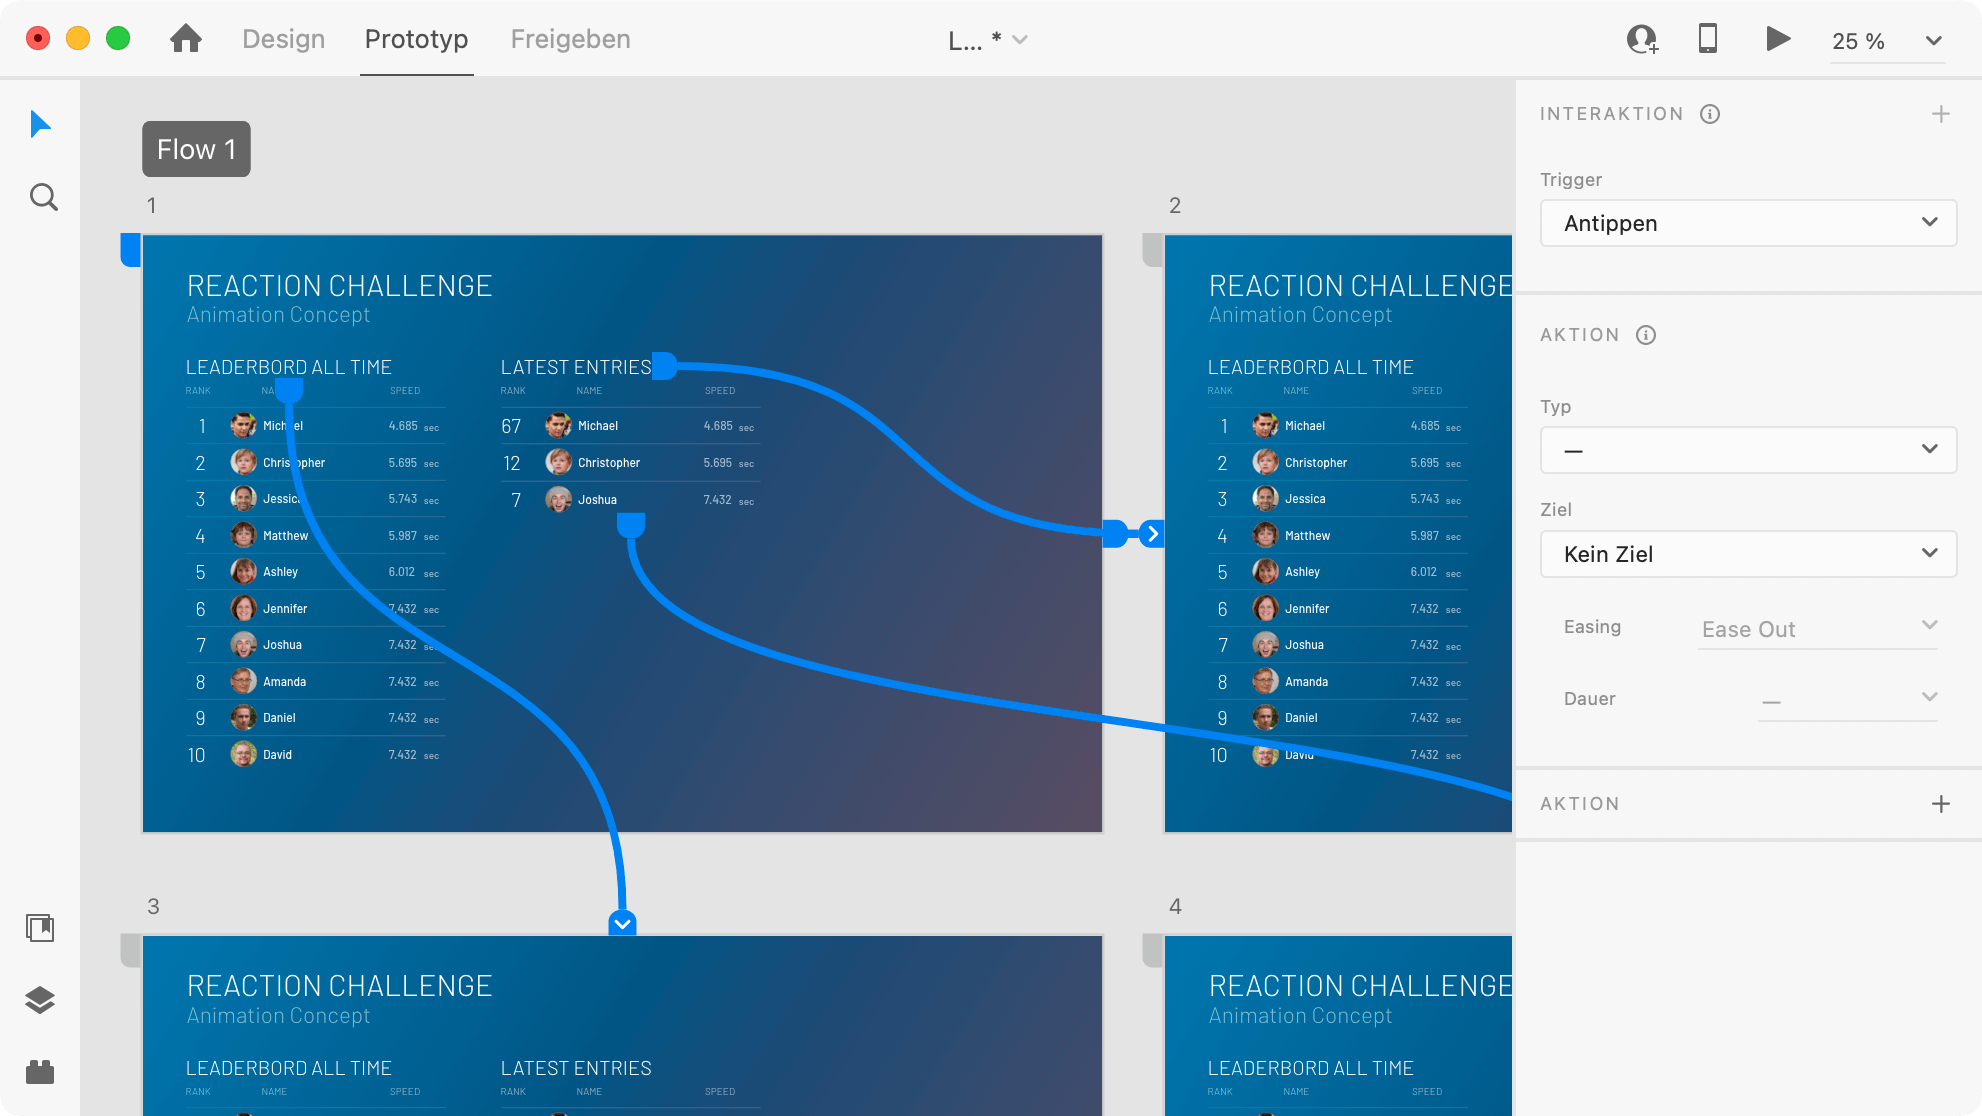 Design Prototyp Freigeben L... * 25 %
Flow 1
1
REACTION CHALLENGE
Animation Concept
LEADERBORD ALL TIME
RANK SPEED
1 Michael 4.685 sec
2 Christopher 5.695 sec
3 Jessica 5.743 sec
4 Matthew 5.987 sec
5 Ashley 6.012 sec
6 Jennifer 7.432 sec
7 Joshua 7.432
8 Amanda 7.432 sec
9 Daniel 7.432 sec
10 David 7.432 sec
LATEST ENTRIES
RANK NAME SPEED
67 Michael 4.685 sec
12 Christopher 5.695 sec
7 Joshua 7.432 sec
2
REACTION CHALLENGE
Animation Concept
LEADERBORD ALL TIME
RANK NAME SPEED
1 Michael 4.685 sec
2 Christopher 5.695 sec
3 Jessica 5.743 sec
4 Matthew 5.987 sec
5 Ashley 6.012 sec
6 Jennifer 7.432 sec
7 Joshua 7.432 sec
8 Amanda 7.432 sec
9 Daniel 7.432 sec
10 David 7.432 sec
3
REACTION CHALLENGE
Animation Concept
LEADERBORD ALL TIME
RANK NAME SPEED
LATEST ENTRIES
RANK NAME SPEED
4
REACTION CHALLENGE
Animation Concept
LEADERBORD ALL TIME
RANK NAME SPEED
INTERAKTION
Trigger
Antippen
AKTION
Typ
—
Ziel
Kein Ziel
Easing Ease Out
Dauer —
AKTION